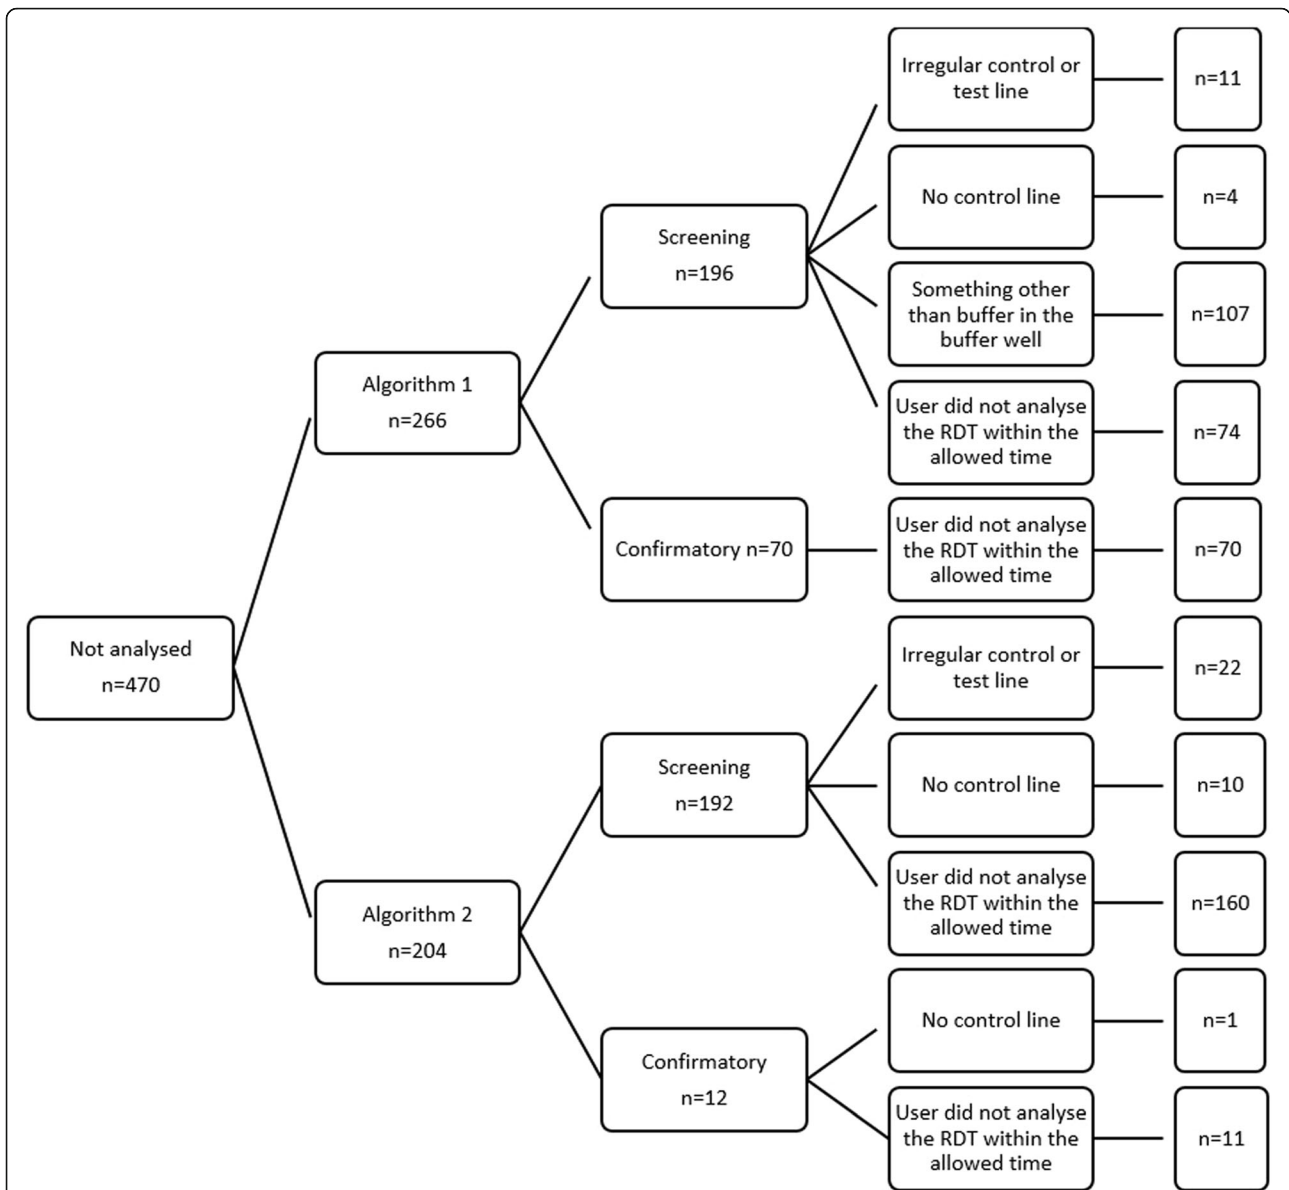 Not analysed
n=470
Algorithm 1
n=266
Screening
n=196
Irregular control or
test line
n=11
No control line
n=4
Something other
than buffer in the
buffer well
n=107
User did not analyse
the RDT within the
allowed time
n=74
Confirmatory n=70
User did not analyse
the RDT within the
allowed time
n=70
Algorithm 2
n=204
Screening
n=192
Irregular control or
test line
n=22
No control line
n=10
User did not analyse
the RDT within the
allowed time
n=160
Confirmatory
n=12
No control line
n=1
User did not analyse
the RDT within the
allowed time
n=11